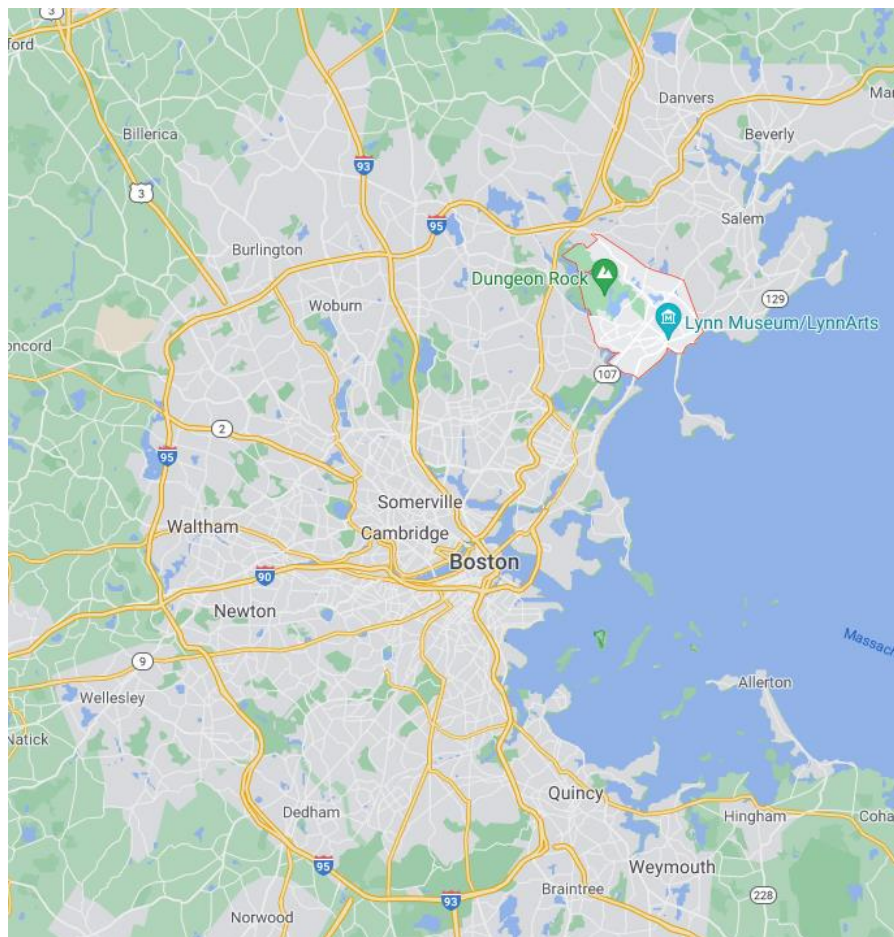 3
ford
Danvers
Mar
Billerica
Beverly
93
3
95
Salem
Burlington
Dungeon Rock
Woburn
129
Lynn Museum/LynnArts
oncord
107
2
95
Somerville
Waltham
Cambridge
Boston
90
Newton
Massach
9
Allerton
Wellesley
Natick
Quincy
Dedham
Hingham
Coha
95
Weymouth
Braintree
228
93
Norwood